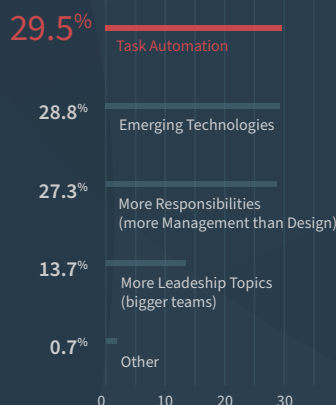 29.5%
Task Automation
28.8%
Emerging Technologies
27.3%
More Responsibilities
(more Management than Design)
13.7%
More Leadeship Topics
(bigger teams)
0.7%
Other
0 10 20 30